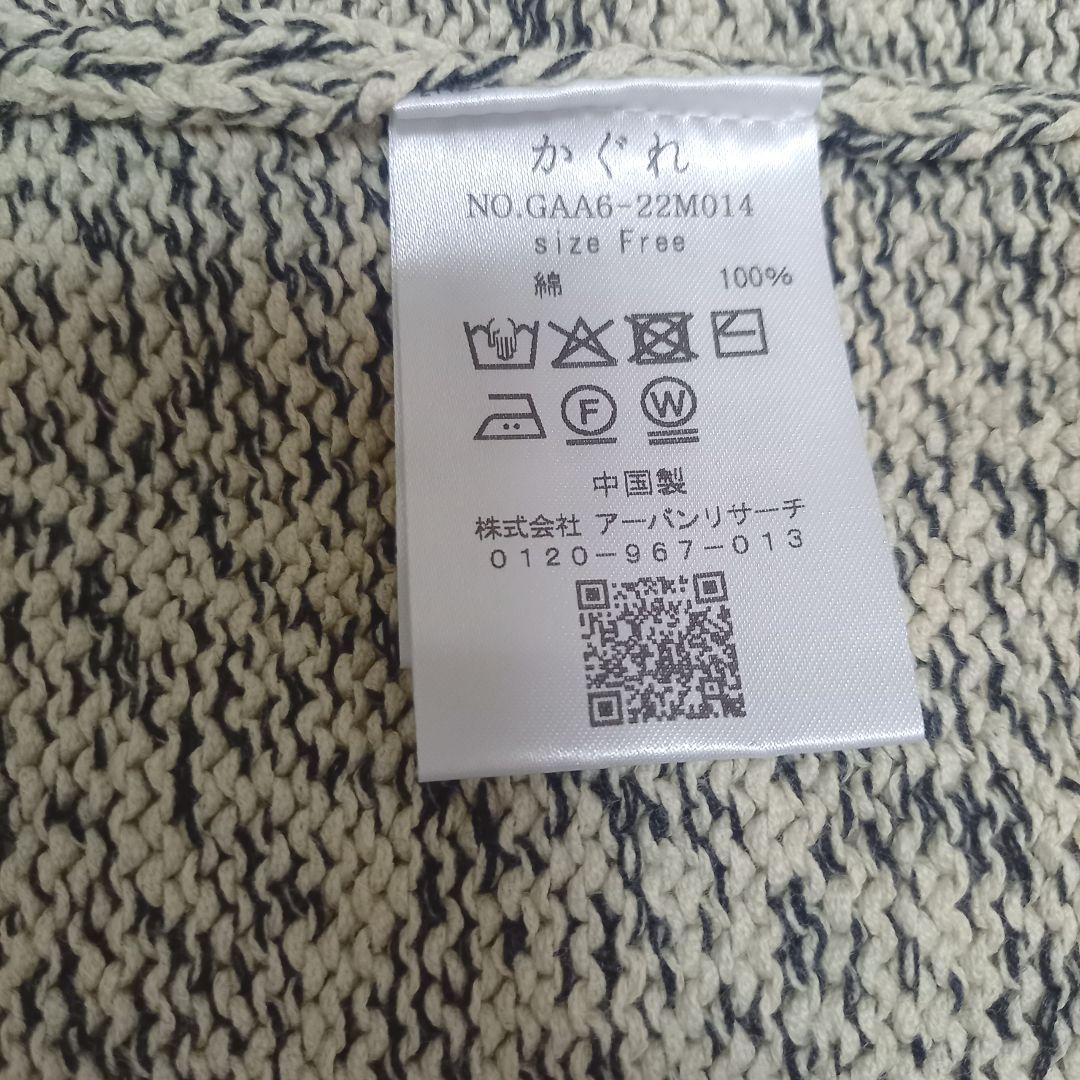 かぐれ
NO.GAA6-22M014
size Free
綿 100%
F W
中国製
株式会社 アーバンリサーチ
0120-967-013